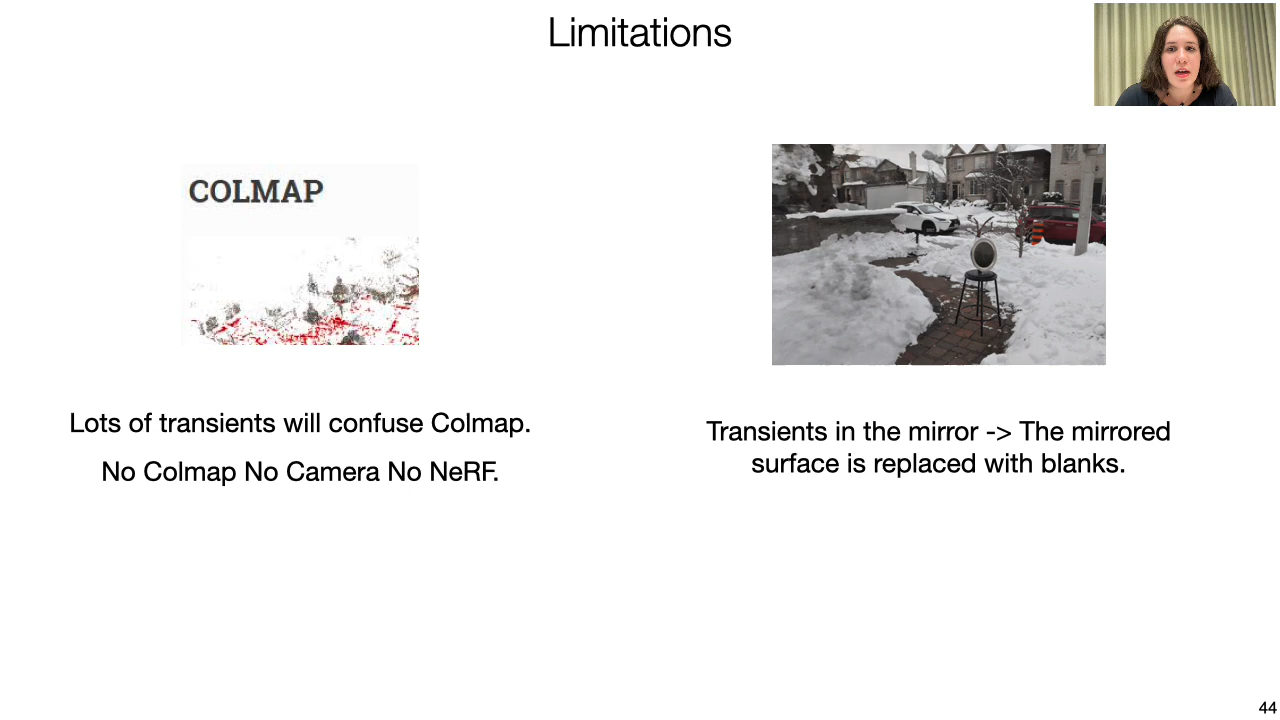 Limitations
COLMAP
Lots of transients will confuse Colmap.
No Colmap No Camera No NeRF.
Transients in the mirror -> The mirrored
surface is replaced with blanks.
44